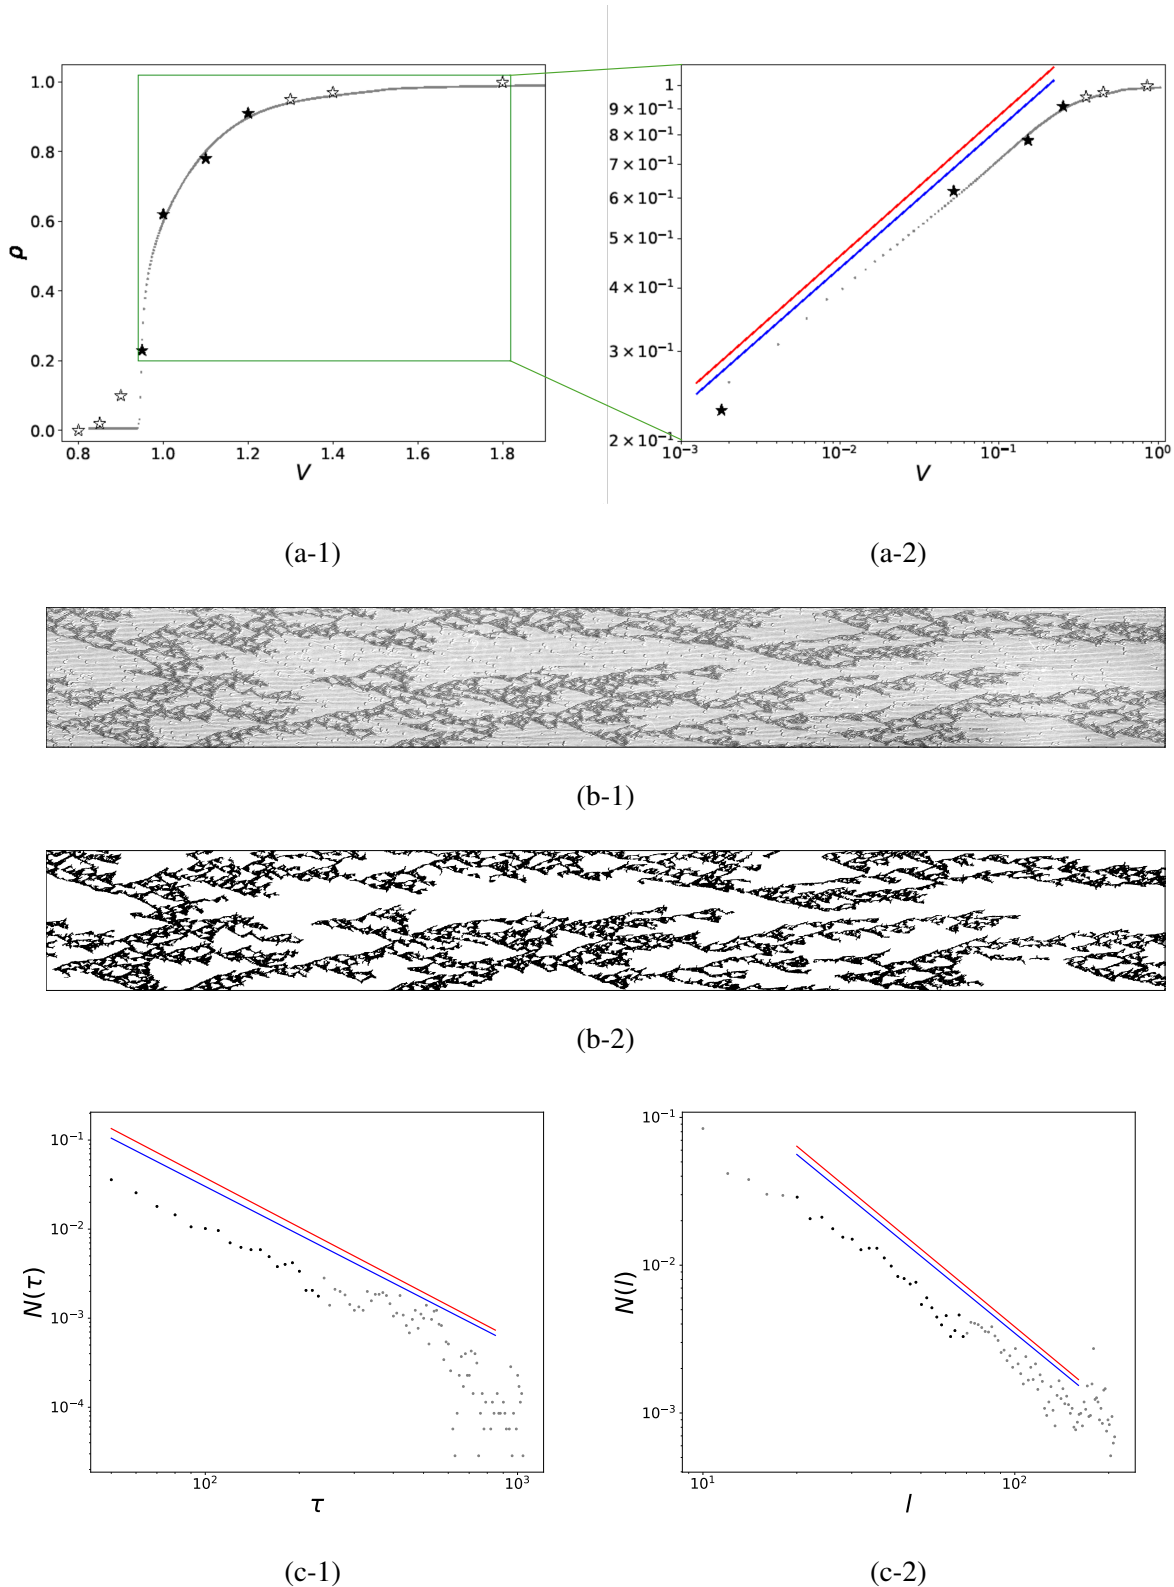 1.0
0.8
0.6
0.4
0.2
0.0
ρ
0.8 1.0 1.2 1.4 1.6 1.8
V
(a-1)
1
9 × 10⁻¹
8 × 10⁻¹
7 × 10⁻¹
6 × 10⁻¹
5 × 10⁻¹
4 × 10⁻¹
3 × 10⁻¹
2 × 10⁻¹
10⁻³ 10⁻² 10⁻¹ 10⁰
V
(a-2)
(b-1)
(b-2)
10⁻¹
10⁻²
10⁻³
10⁻⁴
N(τ)
10² 10³
τ
(c-1)
10⁻¹
10⁻²
10⁻³
N(l)
10¹ 10²
l
(c-2)